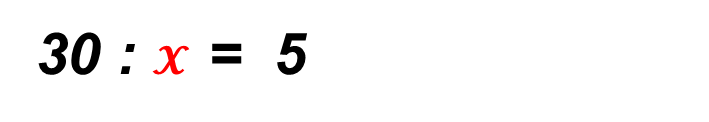 30 : x = 5